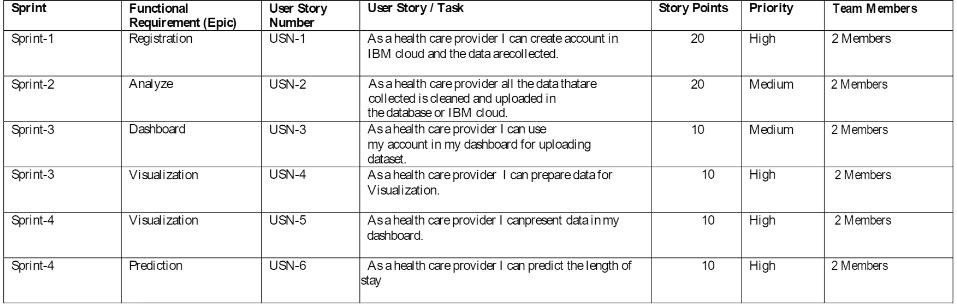 Sprint Functional Requirement (Epic) User Story Number User Story / Task Story Points Priority Team Members
Sprint-1 Registration USN-1 As a health care provider I can create account in
IBM cloud and the data arecollected. 20 High 2 Members
Sprint-2 Analyze USN-2 As a health care provider all the data thatare
collected is cleaned and uploaded in
the database or IBM cloud. 20 Medium 2 Members
Sprint-3 Dashboard USN-3 As a health care provider I can use
my account in my dashboard for uploading
dataset. 10 Medium 2 Members
Sprint-3 Visualization USN-4 As a health care provider I can prepare data for
Visualization. 10 High 2 Members
Sprint-4 Visualization USN-5 As a health care provider I canpresent data in my
dashboard. 10 High 2 Members
Sprint-4 Prediction USN-6 As a health care provider I can predict the length of
stay 10 High 2 Members